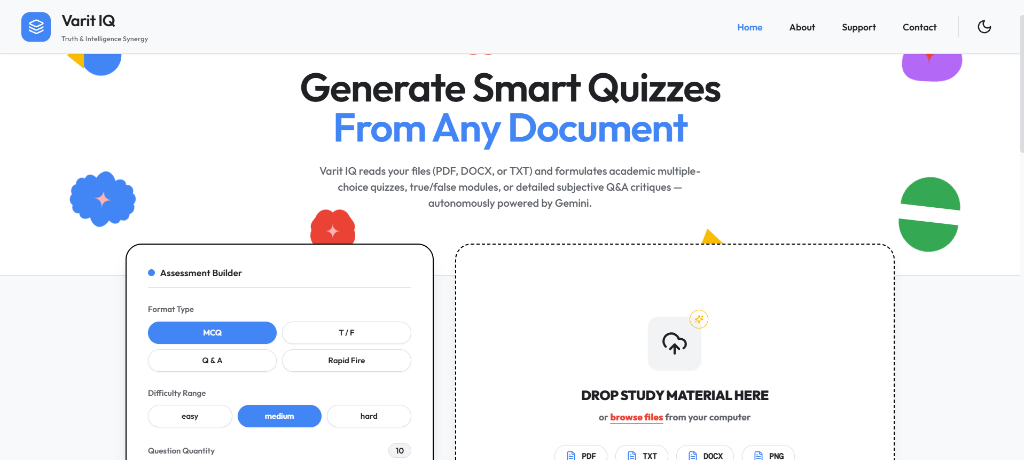 Varit IQ
Truth & Intelligence Synergy
Home
About
Support
Contact
Generate Smart Quizzes
From Any Document
Varit IQ reads your files (PDF, DOCX, or TXT) and formulates academic multiple-
choice quizzes, true/false modules, or detailed subjective Q&A critiques —
autonomously powered by Gemini.
Assessment Builder
Format Type
MCQ
T / F
Q & A
Rapid Fire
Difficulty Range
easy
medium
hard
Question Quantity
10
DROP STUDY MATERIAL HERE
or browse files from your computer
PDF
TXT
DOCX
PNG